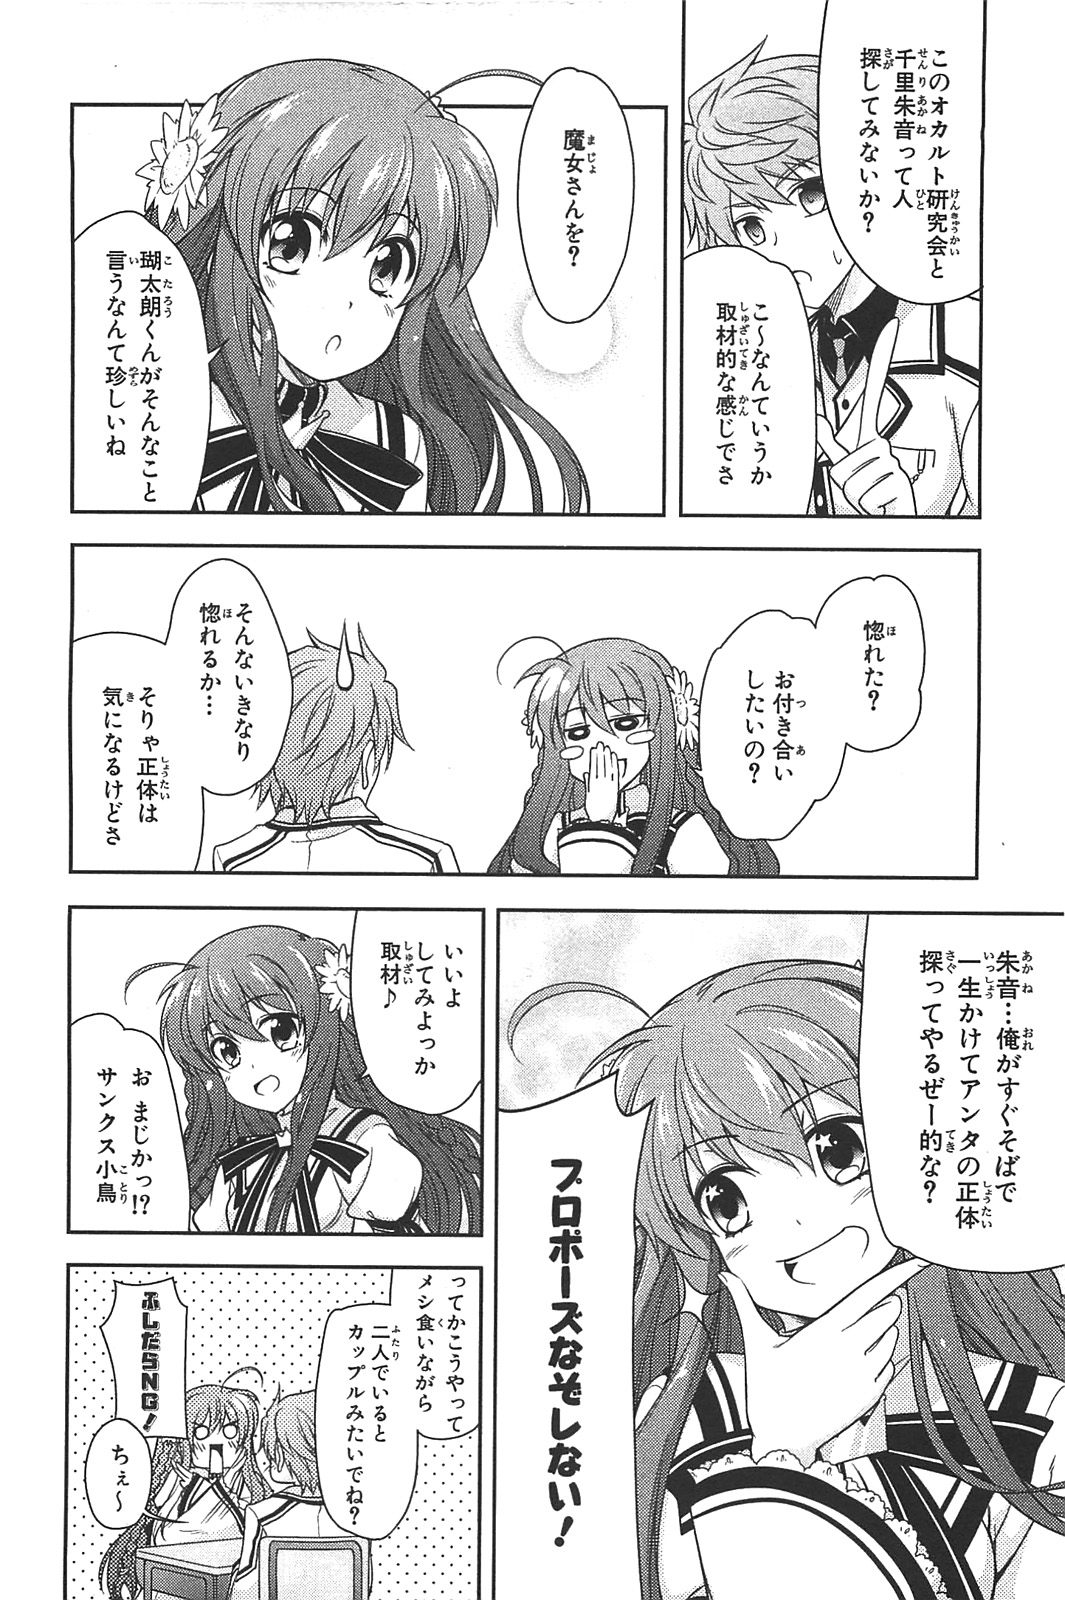 このオカルト研究会と
千里朱音って人
探してみないか?
こ〜なんていうか
取材的な感じでさ
魔女さんを?
瑚太朗くんがそんなこと
言うなんて珍しいね
惚れた?
お付き合い
したいの?
そんないきなり
惚れるか…
そりゃ正体は
気になるけどさ
朱音…俺がすぐそばで
一生かけてアンタの正体
探ってやるぜー的な?
プロポーズなぞしない!
いいよ
してみよっか
取材♪
お まじかっ!?
サンクス小鳥
ってかこうやって
メシ食いながら
二人でいると
カップルみたいでね?
ふしだらNG!
ちぇ〜